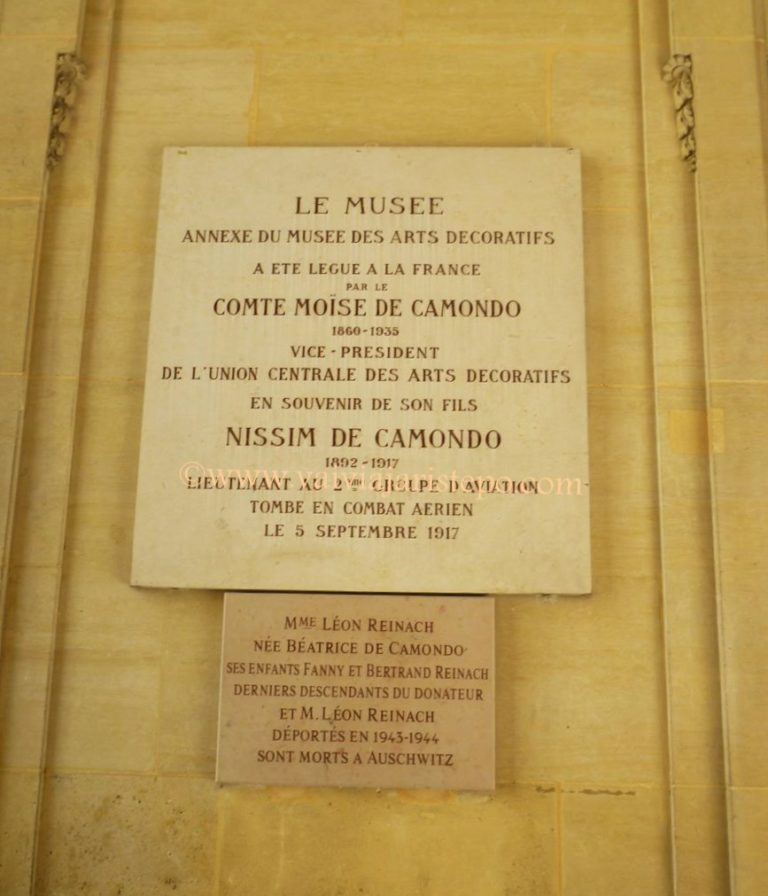 LE MUSEE
ANNEXE DU MUSEE DES ARTS DECORATIFS
A ETE LEGUE A LA FRANCE
PAR LE
COMTE MOÏSE DE CAMONDO
1860-1935
VICE-PRESIDENT
DE L'UNION CENTRALE DES ARTS DECORATIFS
EN SOUVENIR DE SON FILS
NISSIM DE CAMONDO
1892-1917
LIEUTENANT AU 2ME GROUPE D'AVIATION
TOMBE EN COMBAT AERIEN
LE 5 SEPTEMBRE 1917
MME LÉON REINACH
NÉE BÉATRICE DE CAMONDO
SES ENFANTS FANNY ET BERTRAND REINACH
DERNIERS DESCENDANTS DU DONATEUR
ET M. LÉON REINACH
DÉPORTÉS EN 1943-1944
SONT MORTS A AUSCHWITZ